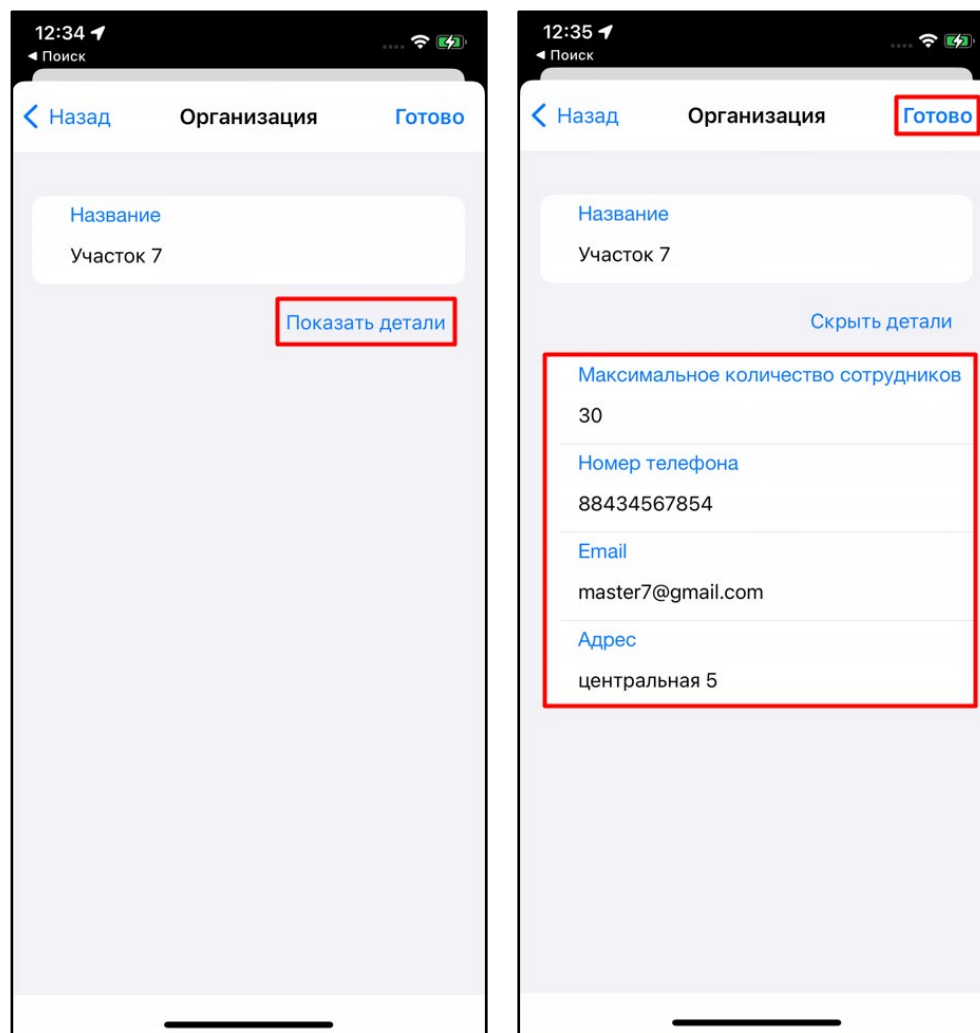 12:34
◀ Поиск
Назад
Организация
Готово
Название
Участок 7
Показать детали
12:35
◀ Поиск
Назад
Организация
Готово
Название
Участок 7
Скрыть детали
Максимальное количество сотрудников
30
Номер телефона
88434567854
Email
master7@gmail.com
Адрес
центральная 5